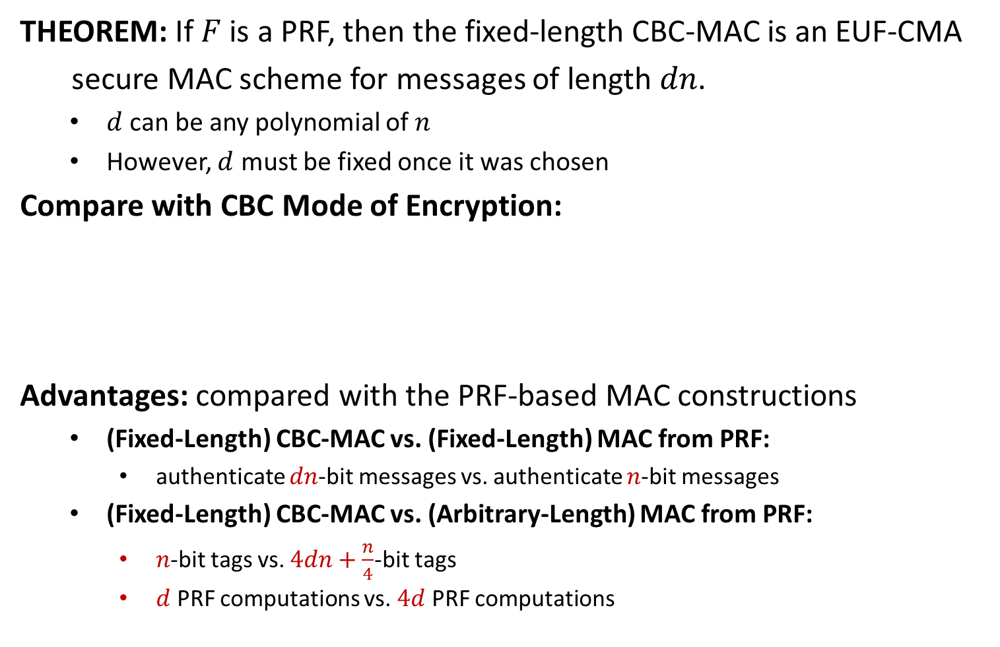 THEOREM: If 𝐹 is a PRF, then the fixed-length CBC-MAC is an EUF-CMA
secure MAC scheme for messages of length 𝑑𝑛.
• 𝑑 can be any polynomial of 𝑛
• However, 𝑑 must be fixed once it was chosen
Compare with CBC Mode of Encryption:
Advantages: compared with the PRF-based MAC constructions
• (Fixed-Length) CBC-MAC vs. (Fixed-Length) MAC from PRF:
• authenticate 𝑑𝑛-bit messages vs. authenticate 𝑛-bit messages
• (Fixed-Length) CBC-MAC vs. (Arbitrary-Length) MAC from PRF:
• 𝑛-bit tags vs. 4𝑑𝑛 + 𝑛/4-bit tags
• 𝑑 PRF computations vs. 4𝑑 PRF computations